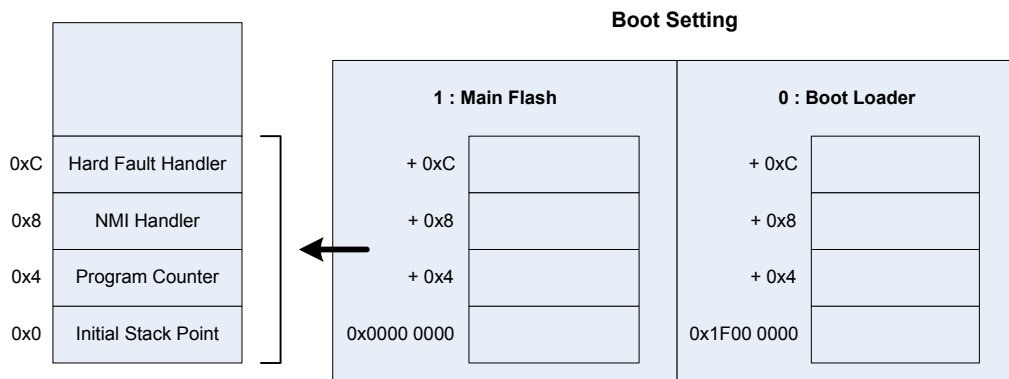 Boot Setting
1 : Main Flash
0 : Boot Loader
0xC Hard Fault Handler
+ 0xC
+ 0xC
0x8 NMI Handler
+ 0x8
+ 0x8
0x4 Program Counter
+ 0x4
+ 0x4
0x0 Initial Stack Point
0x0000 0000
0x1F00 0000